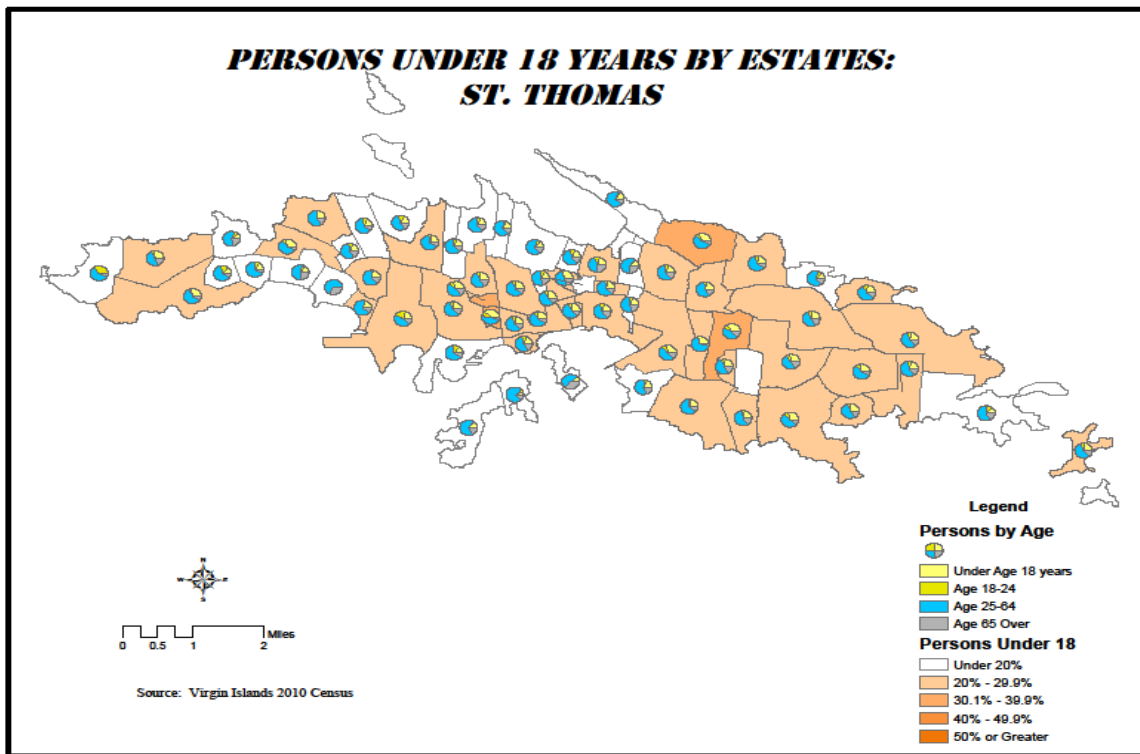 PERSONS UNDER 18 YEARS BY ESTATES:
ST. THOMAS
Legend
Persons by Age
Under Age 18 years
Age 18-24
Age 25-64
Age 65 Over
Persons Under 18
Under 20%
20% - 29.9%
30.1% - 39.9%
40% - 49.9%
50% or Greater
N
W E
S
Miles
0 0.5 1 2
Source: Virgin Islands 2010 Census